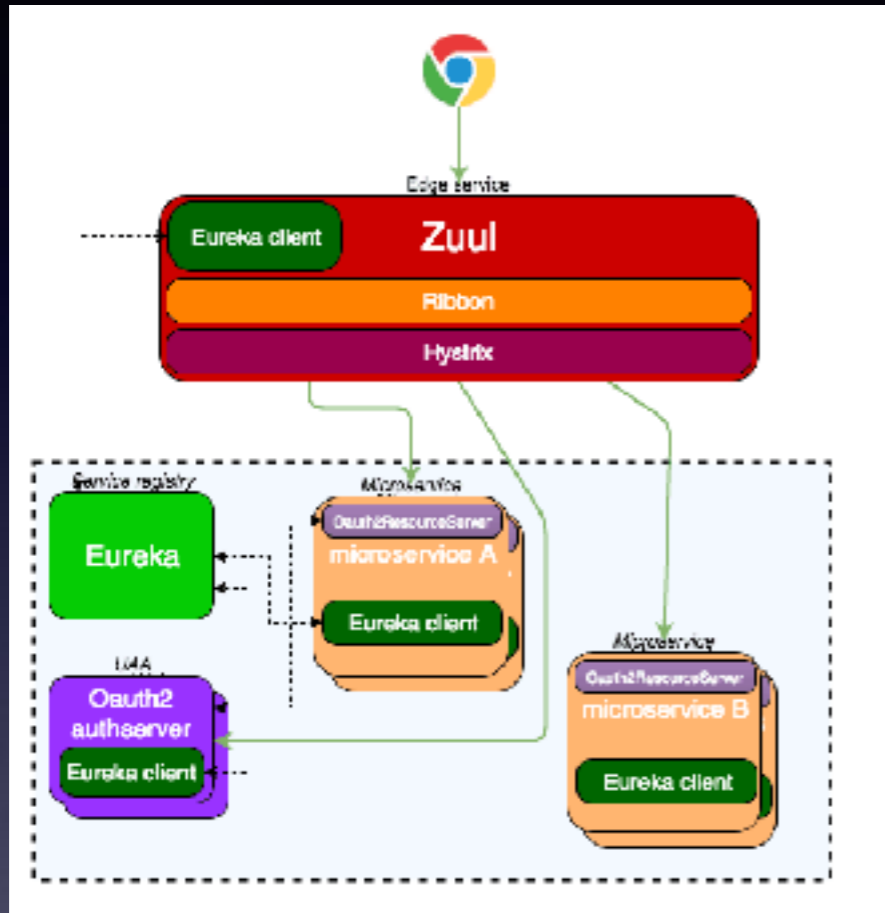 Edge service
Eureka client
Zuul
Ribbon
Hystrix
Service registry
Eureka
Microservice
Oauth2ResourceServer
microservice A
Eureka client
UAA
Oauth2
authserver
Eureka client
Microservice
Oauth2ResourceServer
microservice B
Eureka client